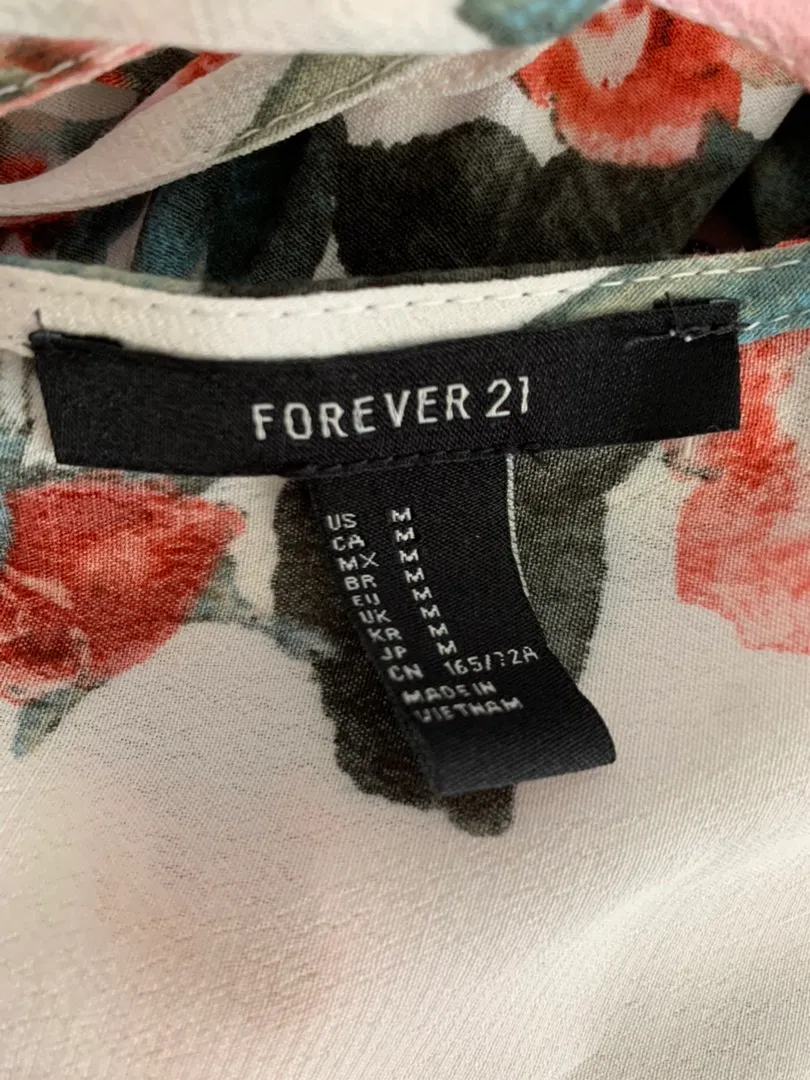 FOREVER 21
US M
CA M
MX M
BR M
EU M
UK M
KR M
JP M
CN 165/72A
MADE IN
VIETNAM